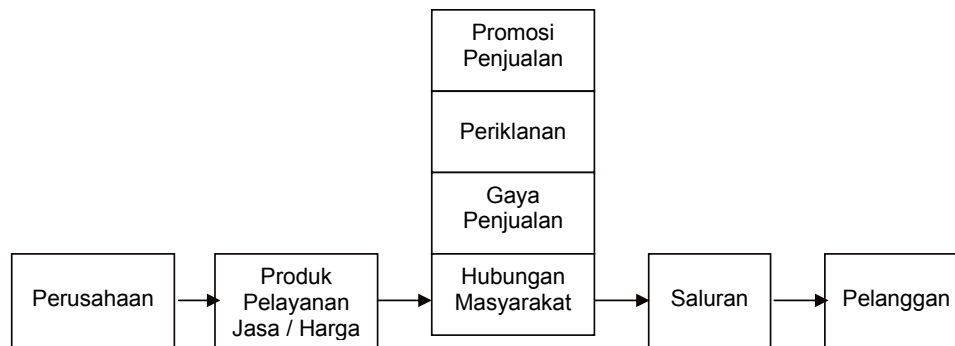 Promosi
Penjualan
Periklanan
Gaya
Penjualan
Perusahaan
Produk
Pelayanan
Jasa / Harga
Hubungan
Masyarakat
Saluran
Pelanggan